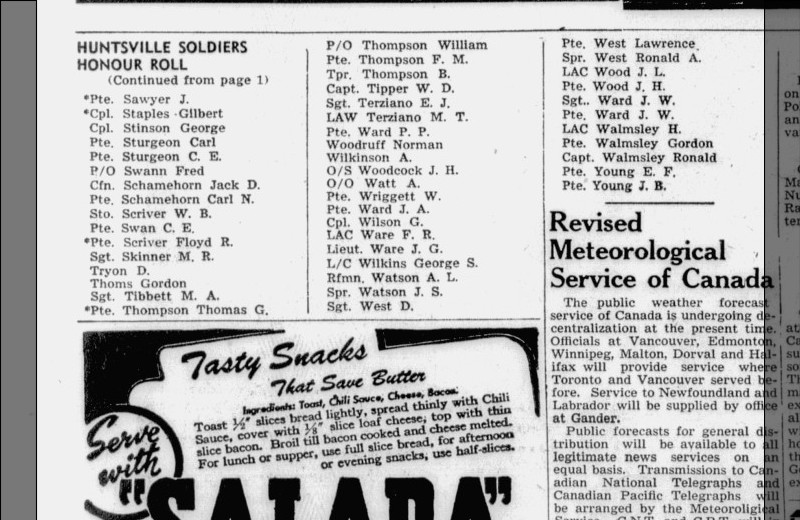 HUNTSVILLE SOLDIERS
HONOUR ROLL
(Continued from page 1)
*Pte. Sawyer J.
*Cpl. Staples Gilbert
Cpl. Stinson George
Pte. Sturgeon Carl
Pte. Sturgeon C. E.
P/O Swann Fred
Cfn. Schamehorn Jack D.
Pte. Schamehorn Carl N.
Sto. Scriver W. B.
Pte. Swan C. E.
*Pte. Scriver Floyd R.
Sgt. Skinner M. R.
Tryon D.
Thoms Gordon
Sgt. Tibbett M. A.
*Pte. Thompson Thomas G.
P/O Thompson William
Pte. Thompson F. M.
Tpr. Thompson B.
Capt. Tipper W. D.
Sgt. Terziano E. J.
LAW Terziano M. T.
Pte. Ward P. P.
Woodruff Norman
Wilkinson A.
O/S Woodcock J. H.
O/O Watt A.
Pte. Wriggett W.
Pte. Ward J. A.
Cpl. Wilson G.
LAC Ware F. R.
Lieut. Ware J. G.
L/C Wilkins George S.
Rfmn. Watson A. L.
Spr. Watson J. S.
Sgt. West D.
Pte. West Lawrence
Spr. West Ronald A.
LAC Wood J. L.
Pte. Wood J. H.
Sgt.. Ward J. W.
Pte. Ward J. W.
LAC Walmsley H.
Pte. Walmsley Gordon
Capt. Walmsley Ronald
Pte. Young E. F.
Pte. Young J. B.
Revised
Meteorological
Service of Canada
The public weather forecast
service of Canada is undergoing de-
centralization at the present time.
Officials at Vancouver, Edmonton,
Winnipeg, Malton, Dorval and Hal-
ifax will provide service where
Toronto and Vancouver served be-
fore. Service to Newfoundland and
Labrador will be supplied by office
at Gander.
Public forecasts for general dis-
tribution will be available to all
legitimate news services on an
equal basis. Transmissions to Can-
adian National Telegraphs and
Canadian Pacific Telegraphs will
be arranged by the Meteoroligical
Tasty Snacks
That Save Butter
Ingredients: Toast, Chili Sauce, Cheese, Bacon.
Toast ½" slices bread lightly, spread thinly with Chili
Sauce, cover with ⅛" slice loaf cheese; top with thin
slice bacon. Broil till bacon cooked and cheese melted.
For lunch or supper, use full slice bread, for afternoon
or evening snacks, use half-slices.
Serve
with
"SALADA"